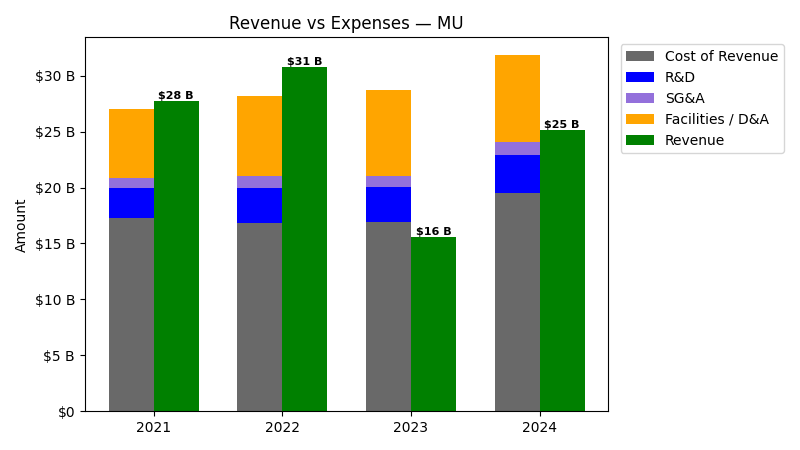 Revenue vs Expenses — MU
Amount
$30 B
$25 B
$20 B
$15 B
$10 B
$5 B
$0
$28 B
$31 B
$16 B
$25 B
2021
2022
2023
2024
Cost of Revenue
R&D
SG&A
Facilities / D&A
Revenue